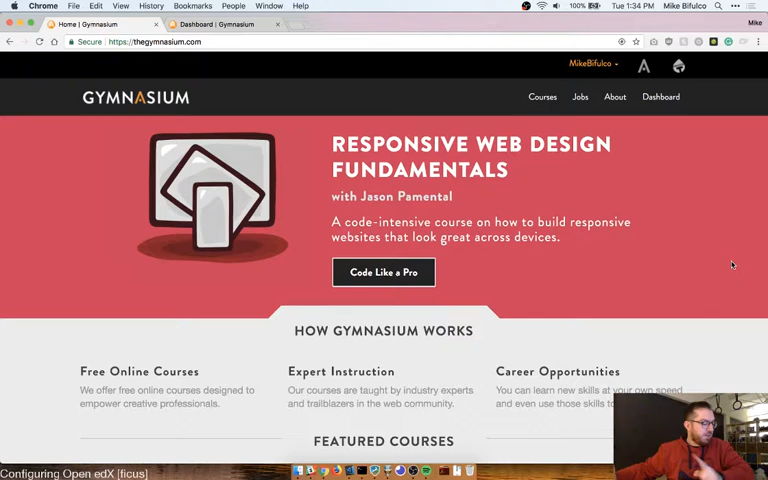 Chrome File Edit View History Bookmarks People Window Help 100% Tue 1:34 PM Mike Bifulco
Home | Gymnasium Dashboard | Gymnasium Mike
Secure https://thegymnasium.com
MikeBifulco
GYMNASIUM Courses Jobs About Dashboard
RESPONSIVE WEB DESIGN
FUNDAMENTALS
with Jason Pamental
A code-intensive course on how to build responsive
websites that look great across devices.
Code Like a Pro
HOW GYMNASIUM WORKS
Free Online Courses Expert Instruction Career Opportunities
We offer free online courses designed to Our courses are taught by industry experts You can learn new skills at your own speed
empower creative professionals. and trailblazers in the web community. and even use those skills to
FEATURED COURSES
Configuring Open edX [ficus]